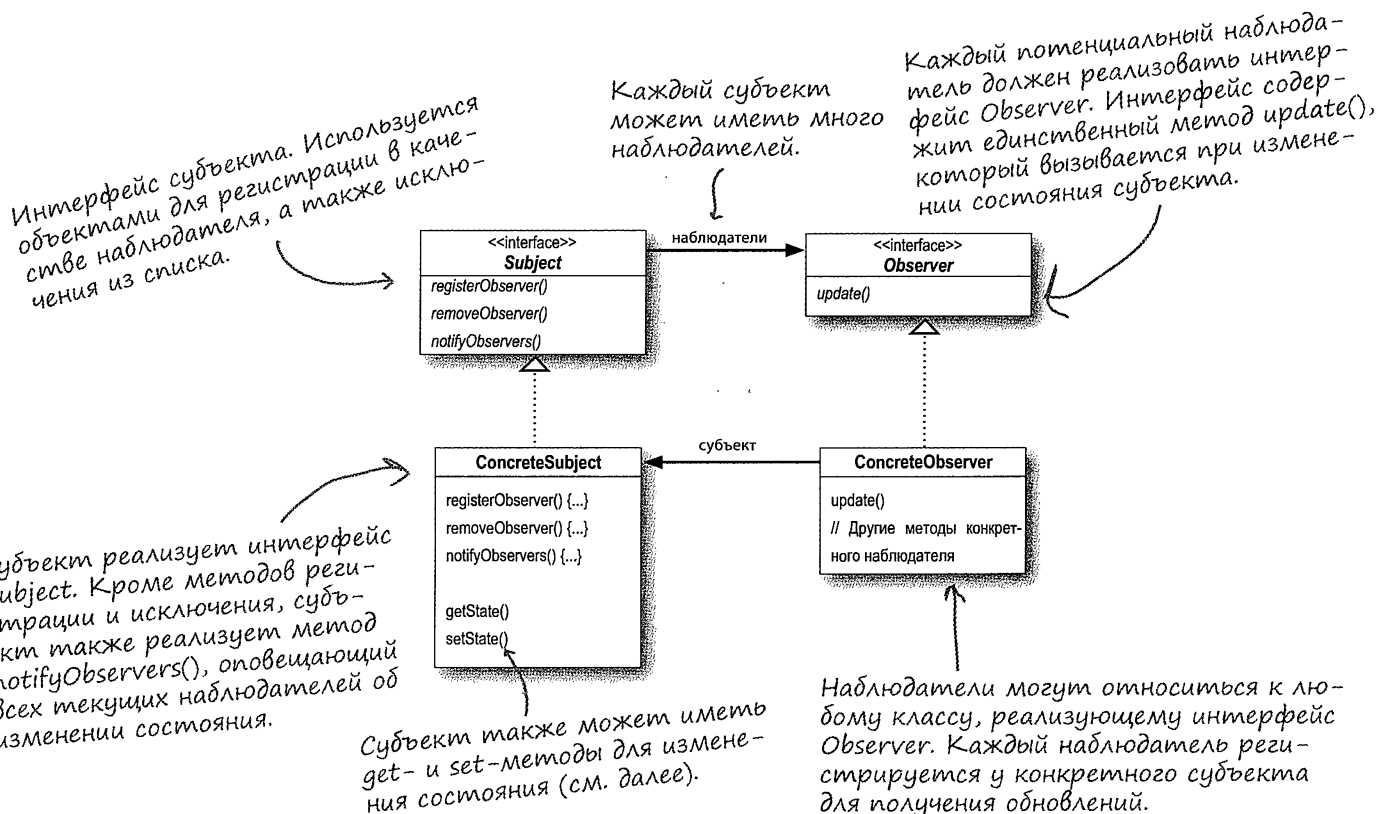 Интерфейс субъекта. Используется
объектами для регистрации в каче-
стве наблюдателя, а также исклю-
чения из списка.
Каждый субъект
может иметь много
наблюдателей.
Каждый потенциальный наблюда-
тель должен реализовать интер-
фейс Observer. Интерфейс содер-
жит единственный метод update(),
который вызывается при измене-
нии состояния субъекта.
<<interface>>
Subject
registerObserver()
removeObserver()
notifyObservers()
наблюдатели
<<interface>>
Observer
update()
ConcreteSubject
registerObserver() {...}
removeObserver() {...}
notifyObservers() {...}
getState()
setState()
субъект
ConcreteObserver
update()
// Другие методы конкрет-
ного наблюдателя
убъект реализует интерфейс
ubject. Кроме методов реги-
трации и исключения, субъ-
кт также реализует метод
notifyObservers(), оповещающий
всех текущих наблюдателей об
изменении состояния.
Субъект также может иметь
get- и set-методы для измене-
ния состояния (см. далее).
Наблюдатели могут относиться к лю-
бому классу, реализующему интерфейс
Observer. Каждый наблюдатель реги-
стрируется у конкретного субъекта
для получения обновлений.